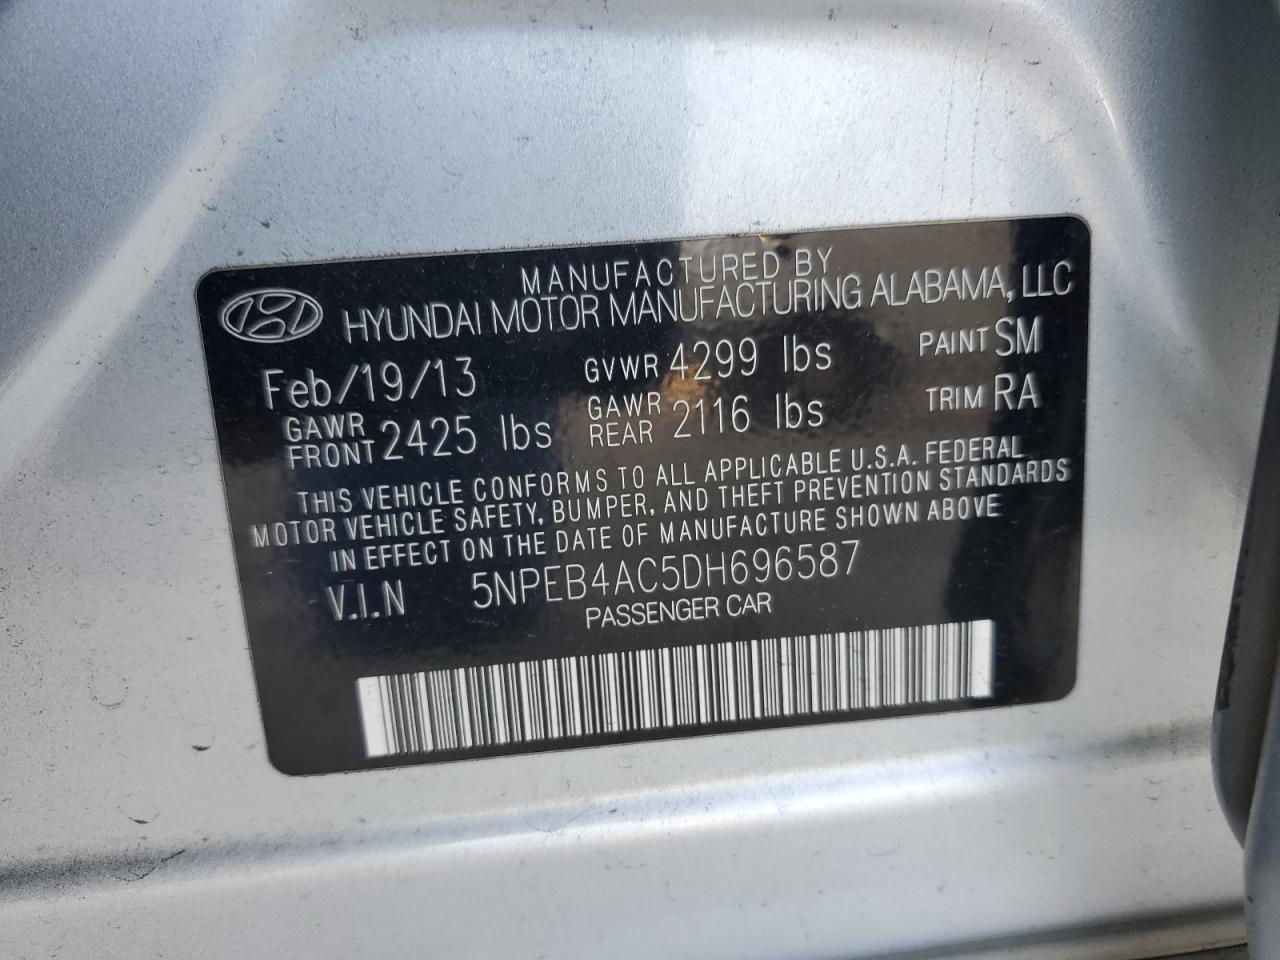 MANUFACTURED BY
HYUNDAI MOTOR MANUFACTURING ALABAMA, LLC
Feb/19/13 GVWR 4299 lbs PAINT SM
GAWR FRONT 2425 lbs GAWR REAR 2116 lbs TRIM RA
THIS VEHICLE CONFORMS TO ALL APPLICABLE U.S.A. FEDERAL
MOTOR VEHICLE SAFETY, BUMPER, AND THEFT PREVENTION STANDARDS
IN EFFECT ON THE DATE OF MANUFACTURE SHOWN ABOVE
V.I.N 5NPEB4AC5DH696587
PASSENGER CAR